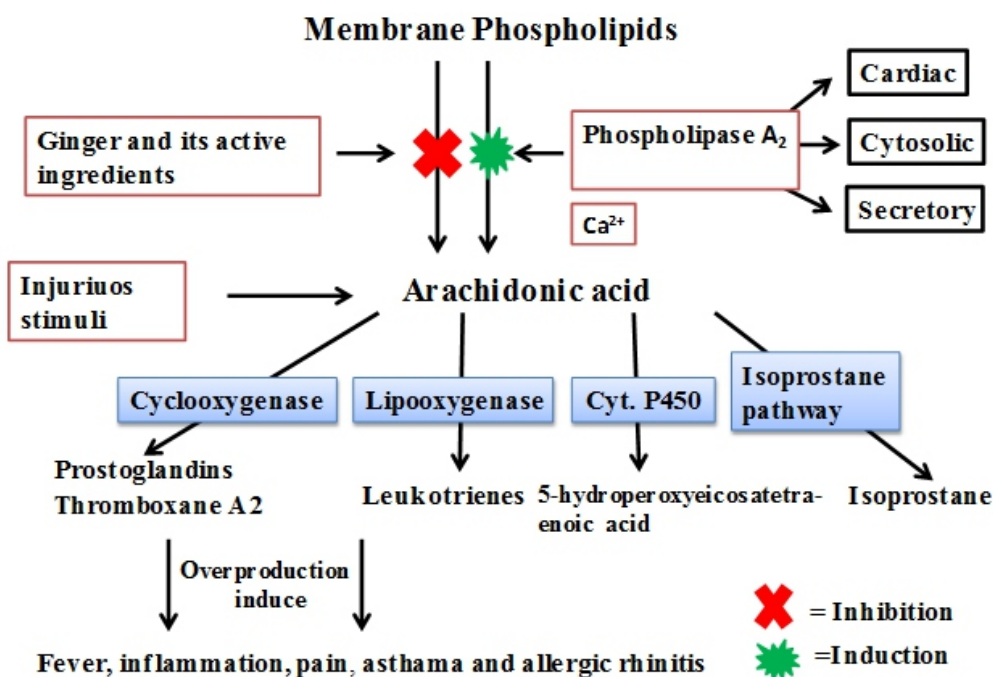 Membrane Phospholipids
Cardiac
Ginger and its active
ingredients
Phospholipase A₂
Cytosolic
Secretory
Ca²⁺
Injuriuos
stimuli
Arachidonic acid
Cyclooxygenase
Lipooxygenase
Cyt. P450
Isoprostane
pathway
Prostoglandins
Thromboxane A2
Leukotrienes
5-hydroperoxyeicosatetra-
enoic acid
Isoprostane
Overproduction
induce
= Inhibition
=Induction
Fever, inflammation, pain, asthama and allergic rhinitis